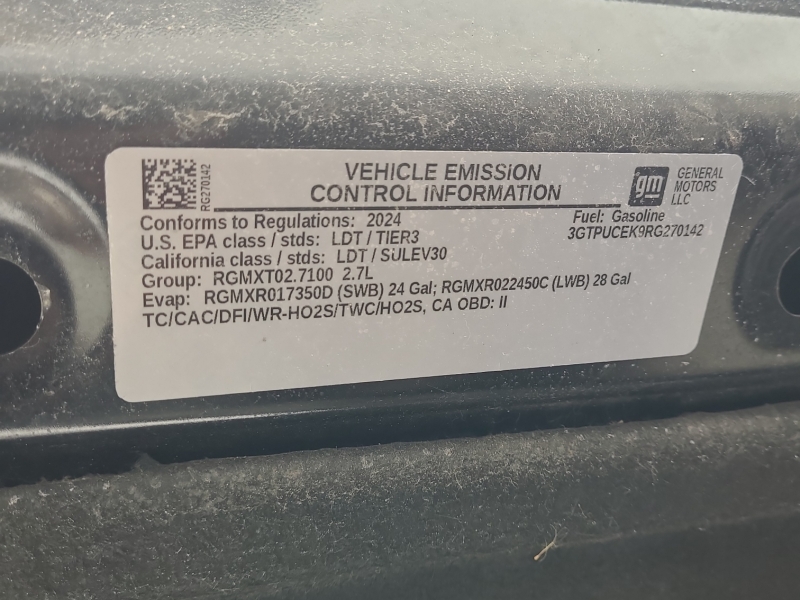 RG270142
VEHICLE EMISSION
CONTROL INFORMATION
gm
GENERAL
MOTORS
LLC
Conforms to Regulations: 2024
Fuel: Gasoline
U.S. EPA class / stds: LDT / TIER3
3GTPUCEK9RG270142
California class / stds: LDT / SULEV30
Group: RGMXT02.7100 2.7L
Evap: RGMXR017350D (SWB) 24 Gal; RGMXR022450C (LWB) 28 Gal
TC/CAC/DFI/WR-HO2S/TWC/HO2S, CA OBD: II